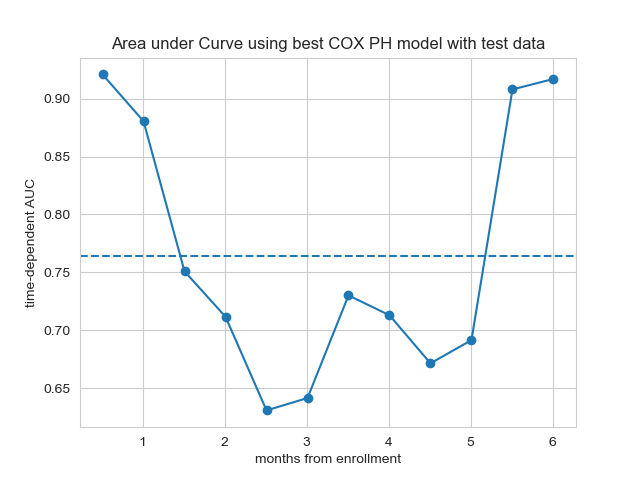 Area under Curve using best COX PH model with test data
time-dependent AUC
0.90
0.85
0.80
0.75
0.70
0.65
1 2 3 4 5 6
months from enrollment